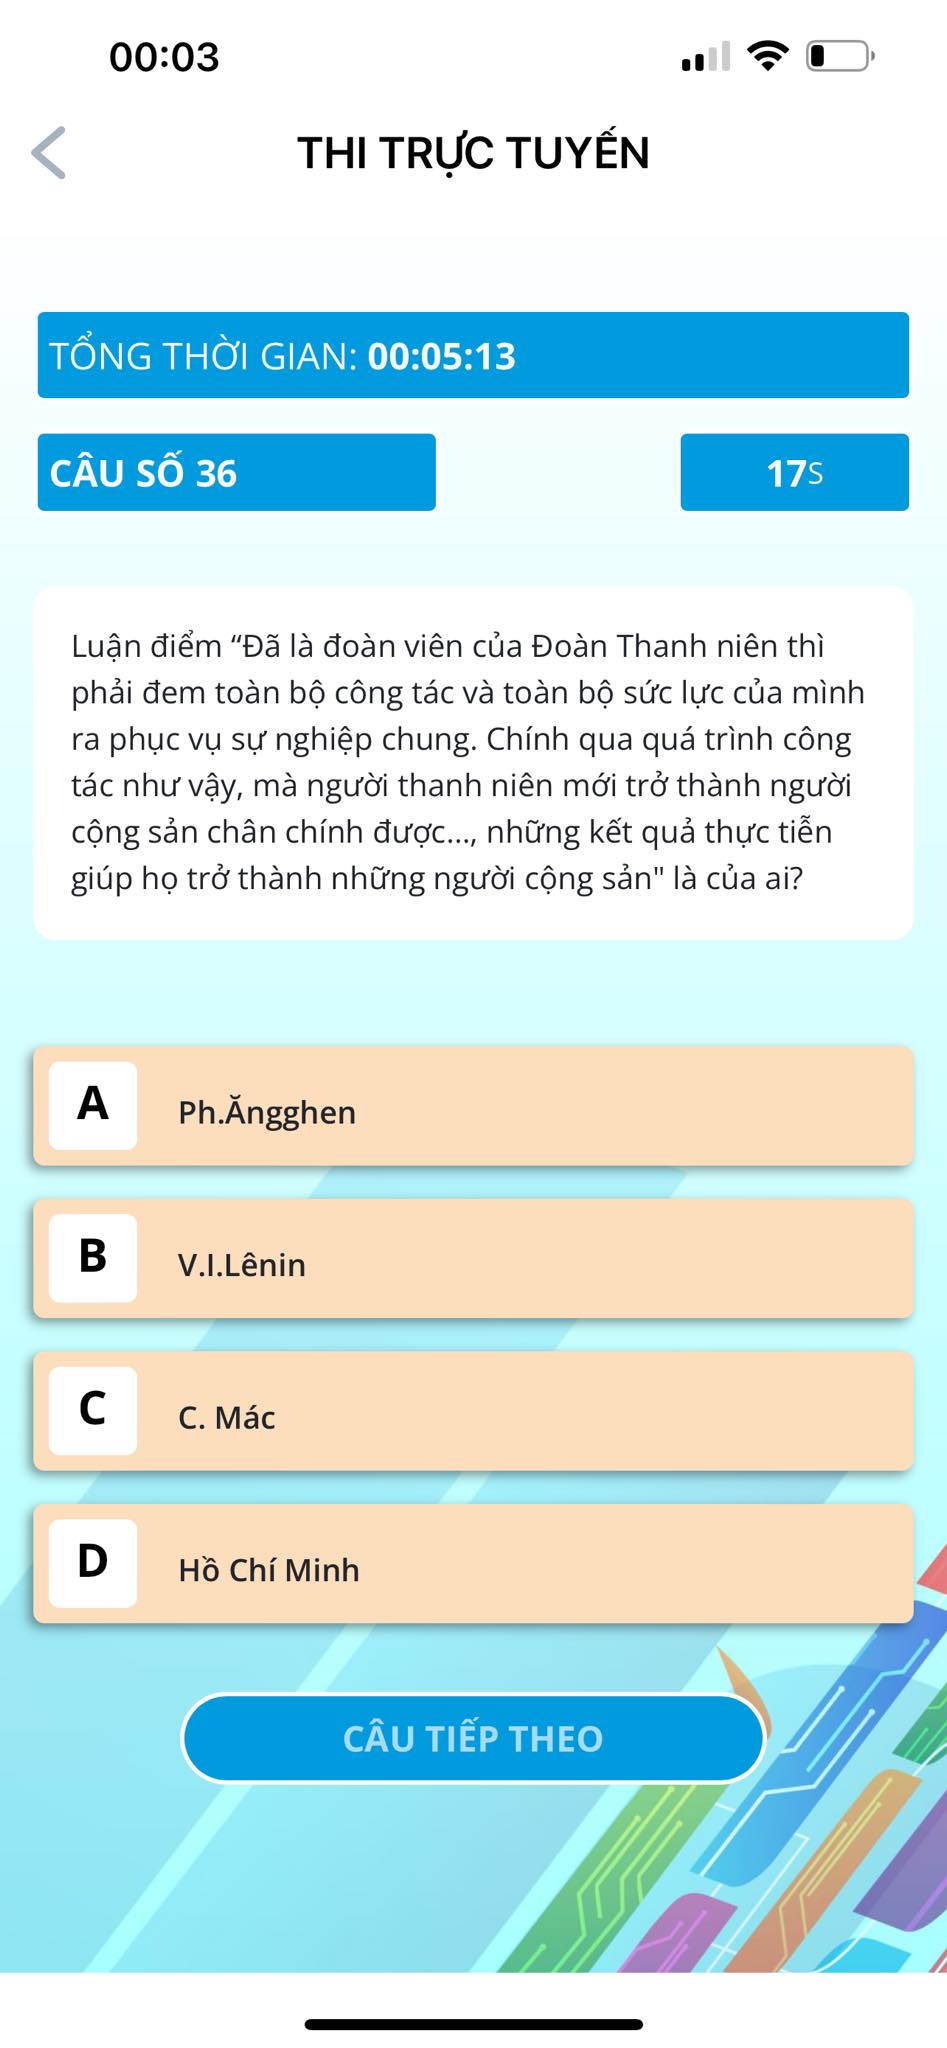 00:03
THI TRỰC TUYẾN
TỔNG THỜI GIAN: 00:05:13
CÂU SỐ 36
17S
Luận điểm “Đã là đoàn viên của Đoàn Thanh niên thì
phải đem toàn bộ công tác và toàn bộ sức lực của mình
ra phục vụ sự nghiệp chung. Chính qua quá trình công
tác như vậy, mà người thanh niên mới trở thành người
cộng sản chân chính được..., những kết quả thực tiễn
giúp họ trở thành những người cộng sản" là của ai?
A Ph.Ăngghen
B V.I.Lênin
C C. Mác
D Hồ Chí Minh
CÂU TIẾP THEO